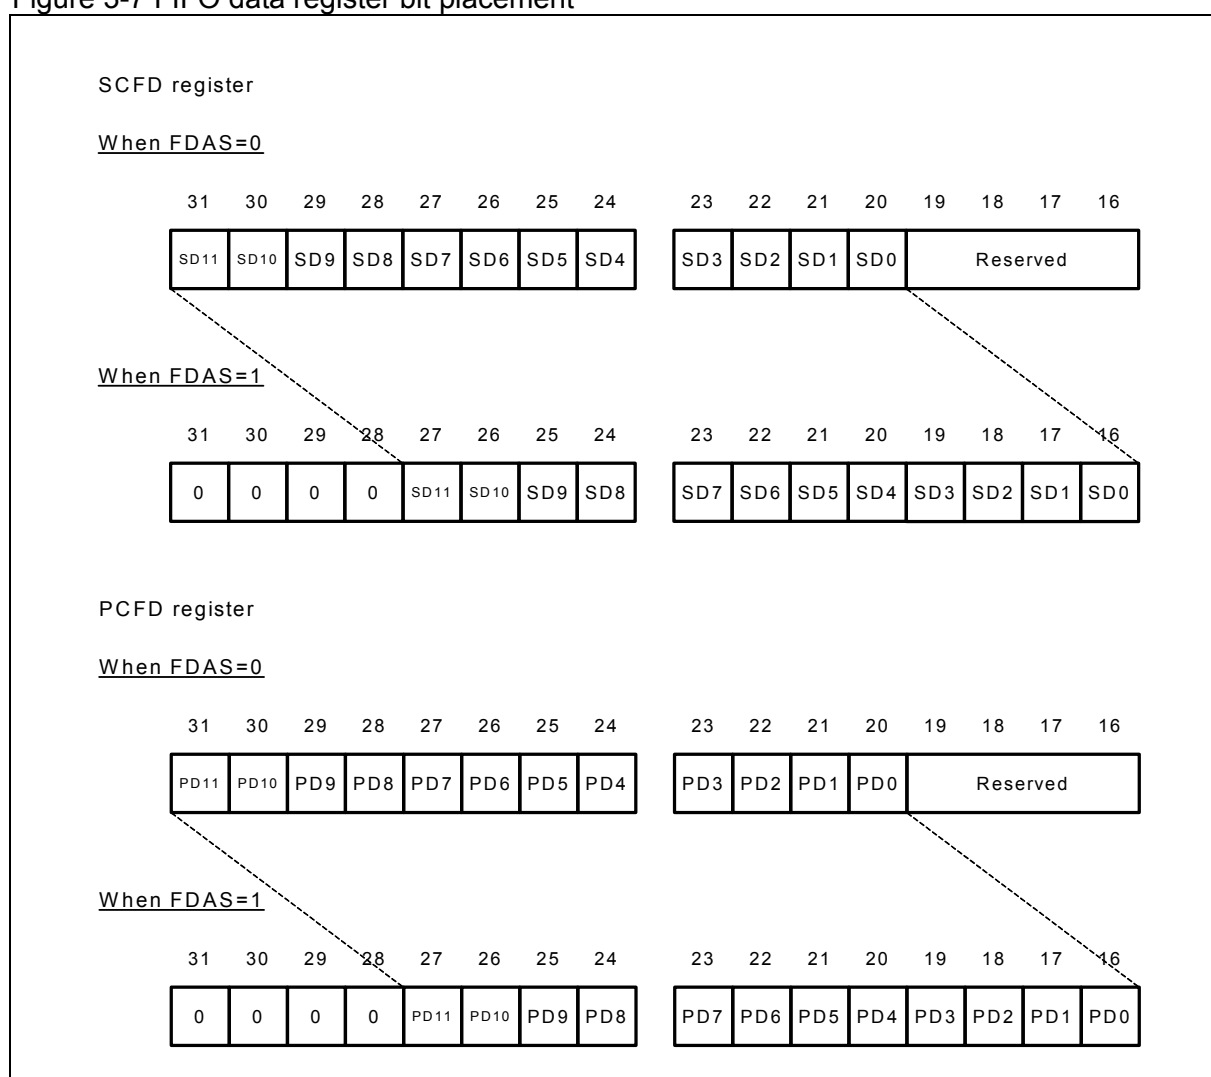 Figure 3-7 FIFO data register bit placement
SCFD register
When FDAS=0
31 30 29 28 27 26 25 24 23 22 21 20 19 18 17 16
SD11 SD10 SD9 SD8 SD7 SD6 SD5 SD4 SD3 SD2 SD1 SD0 Reserved
When FDAS=1
31 30 29 28 27 26 25 24 23 22 21 20 19 18 17 16
0 0 0 0 SD11 SD10 SD9 SD8 SD7 SD6 SD5 SD4 SD3 SD2 SD1 SD0
PCFD register
When FDAS=0
31 30 29 28 27 26 25 24 23 22 21 20 19 18 17 16
PD11 PD10 PD9 PD8 PD7 PD6 PD5 PD4 PD3 PD2 PD1 PD0 Reserved
When FDAS=1
31 30 29 28 27 26 25 24 23 22 21 20 19 18 17 16
0 0 0 0 PD11 PD10 PD9 PD8 PD7 PD6 PD5 PD4 PD3 PD2 PD1 PD0